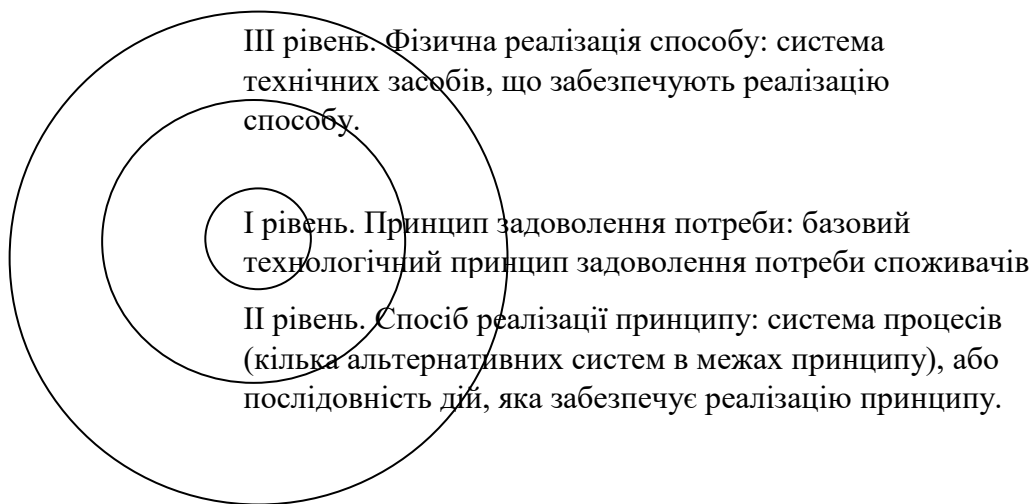 ІІІ рівень. Фізична реалізація способу: система
технічних засобів, що забезпечують реалізацію
способу.
І рівень. Принцип задоволення потреби: базовий
технологічний принцип задоволення потреби споживачів
ІІ рівень. Спосіб реалізації принципу: система процесів
(кілька альтернативних систем в межах принципу), або
послідовність дій, яка забезпечує реалізацію принципу.